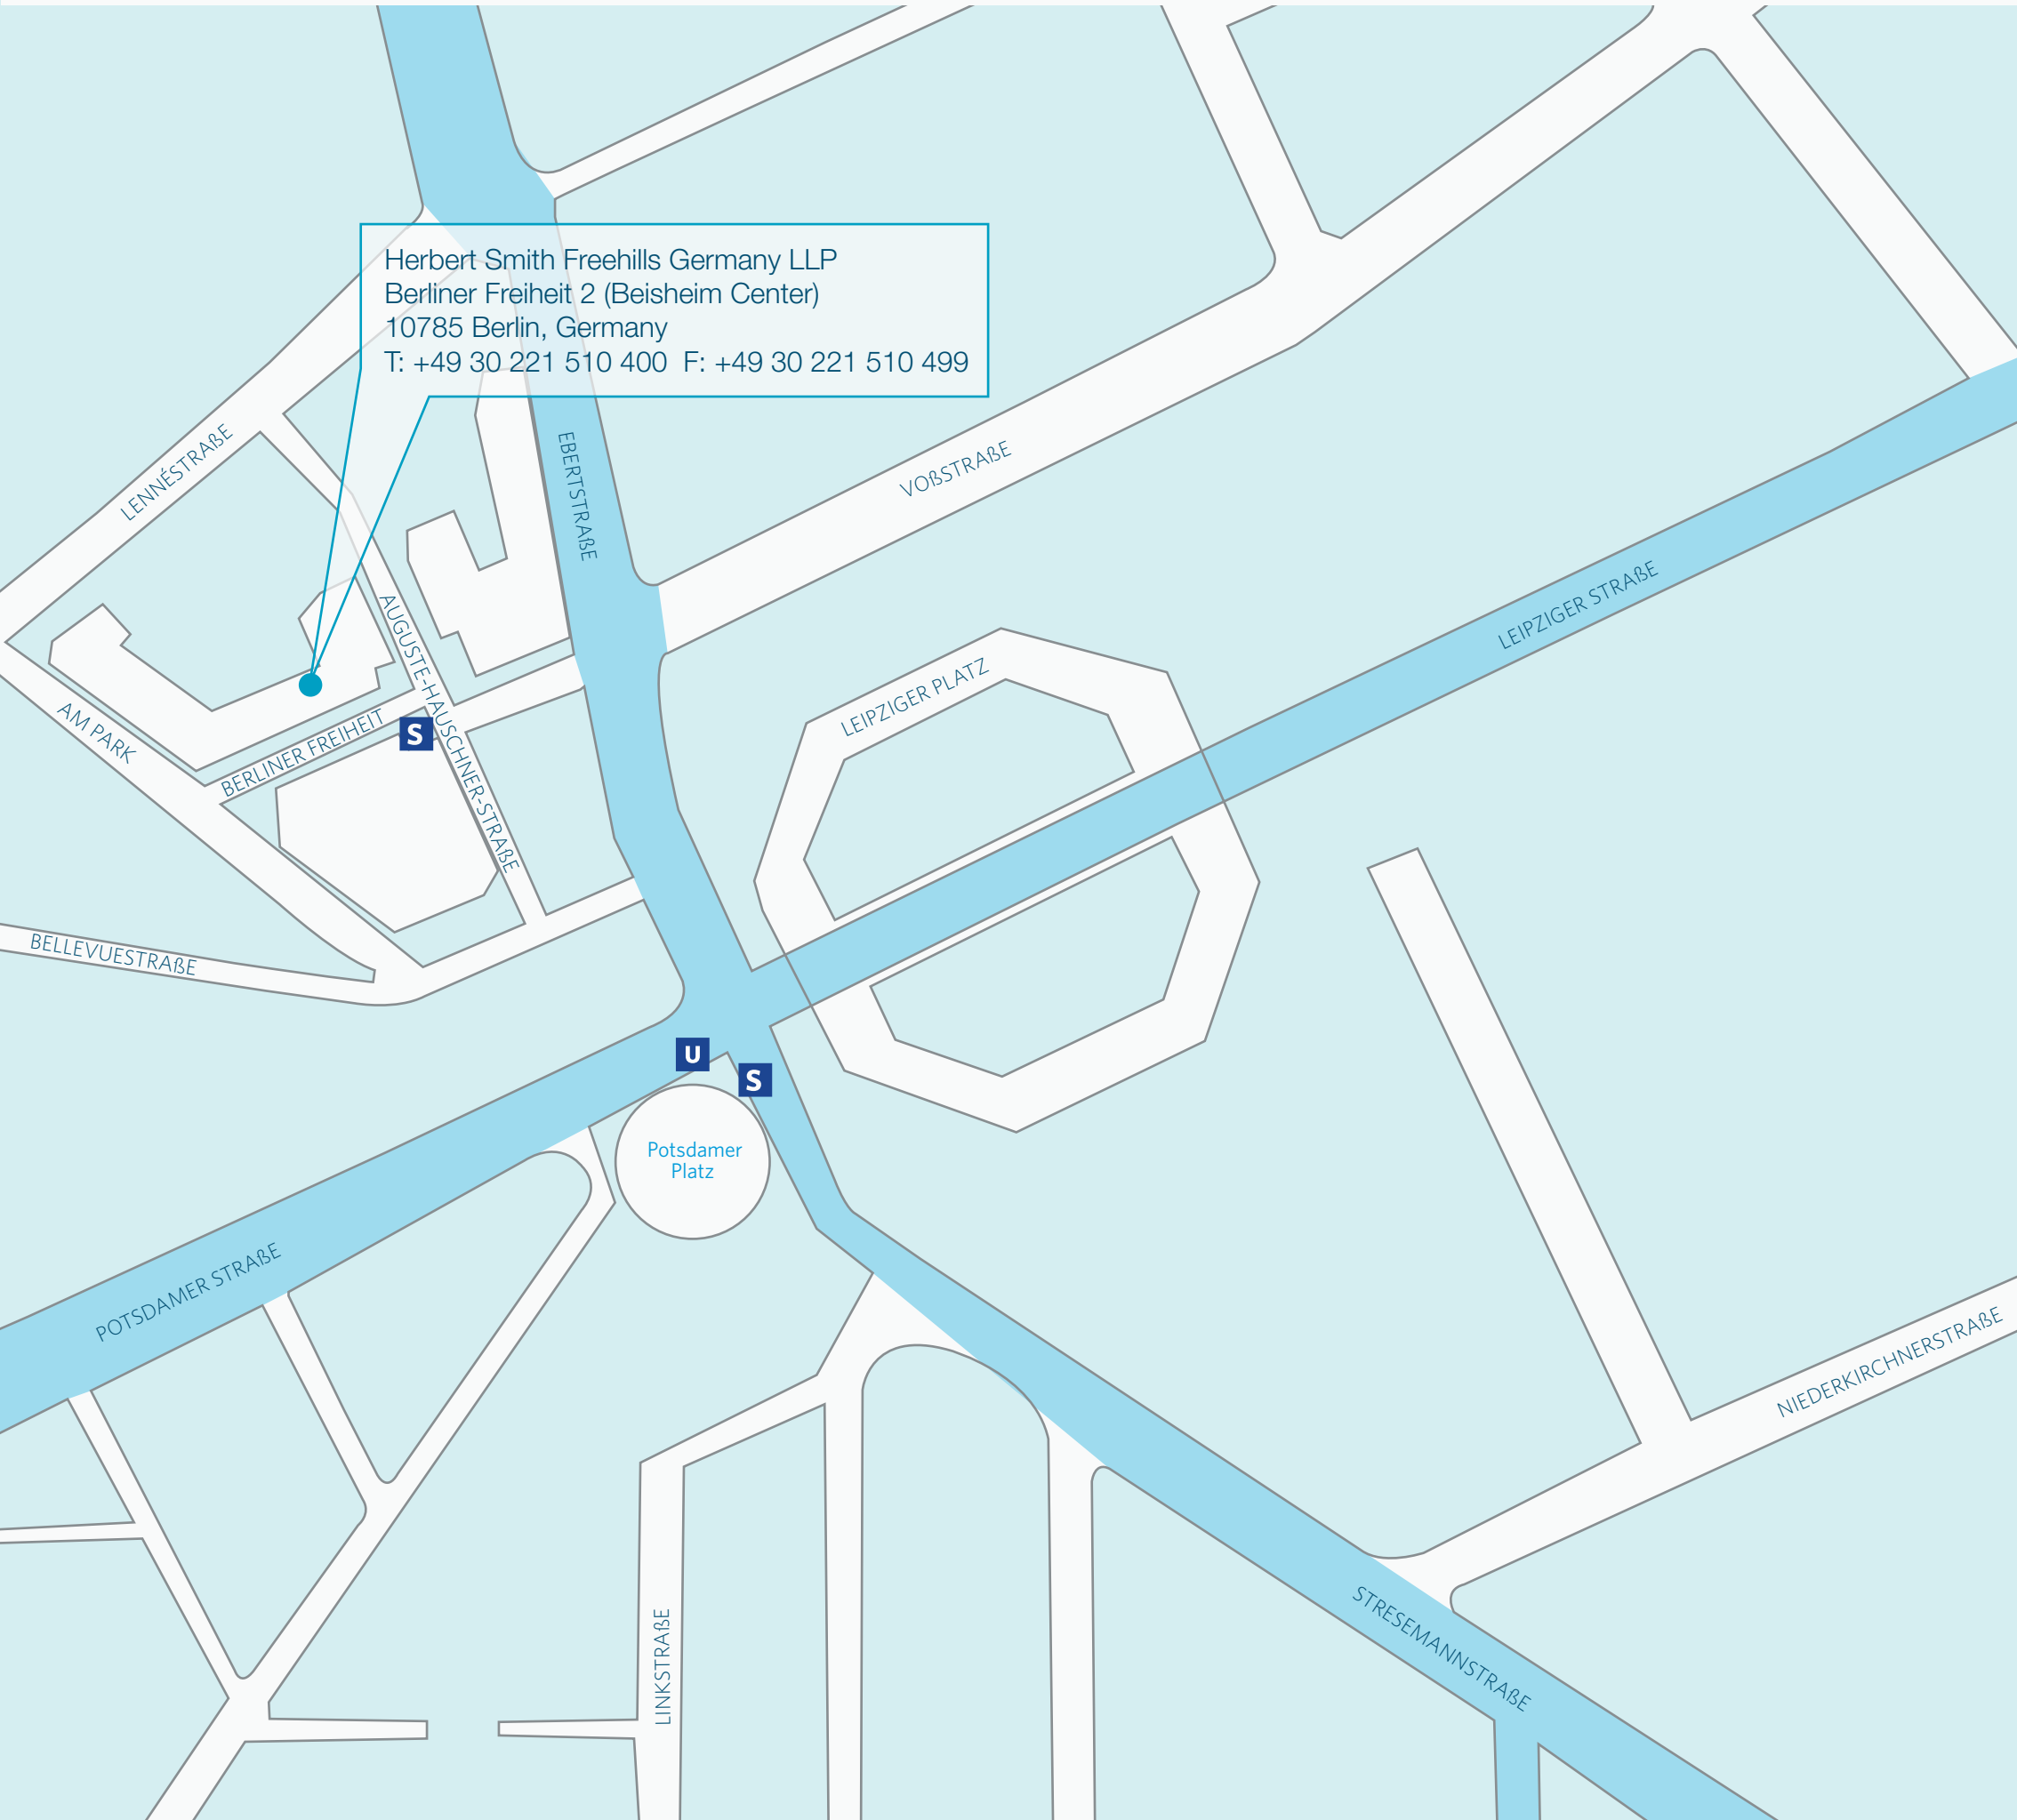 Herbert Smith Freehills Germany LLP
Berliner Freiheit 2 (Beisheim Center)
10785 Berlin, Germany
T: +49 30 221 510 400 F: +49 30 221 510 499
LENNÉSTRAßE
EBERTSTRAßE
VOßSTRAßE
LEIPZIGER STRAßE
AUGUSTE-HAUSCHNER-STRAßE
LEIPZIGER PLATZ
AM PARK
BERLINER FREIHEIT
S
BELLEVUESTRAßE
U
S
Potsdamer
Platz
POTSDAMER STRAßE
NIEDERKIRCHNERSTRAßE
LINKSTRAßE
STRESEMANNSTRAßE